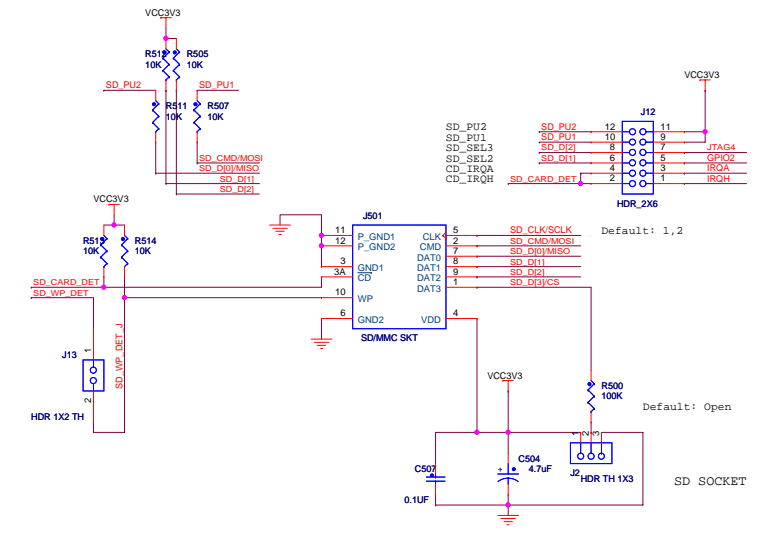 VCC3V3
R512 R505
10K 10K
SD_PU2 SD_PU1
R511 R507
10K 10K
SD_CMD/MOSI
SD_D[0]/MISO
SD_D[1]
SD_D[2]
VCC3V3
J12
SD_PU2 SD_PU2 12 11
SD_PU1 SD_PU1 10 9
SD_SEL3 SD_D[2] 8 7 JTAG4
SD_SEL2 SD_D[1] 6 5 GPIO2
CD_IRQA 4 3 IRQA
CD_IRQH SD_CARD_DET 2 1 IRQH
HDR_2X6
Default: 1,2
VCC3V3
R513 R514
10K 10K
SD_CARD_DET
SD_WP_DET
SD_WP_DET_J
J13
1
2
HDR 1X2 TH
J501
11 P_GND1 CLK 5 SD_CLK/SCLK
12 P_GND2 CMD 2 SD_CMD/MOSI
DAT0 7 SD_D[0]/MISO
3 GND1 DAT1 8 SD_D[1]
3A CD DAT2 9 SD_D[2]
DAT3 1 SD_D[3]/CS
10 WP
6 GND2 VDD 4
SD/MMC SKT
VCC3V3
R500
100K
Default: Open
1 2 3
J2 HDR TH 1X3
C507
0.1UF
C504
4.7uF
+
SD SOCKET